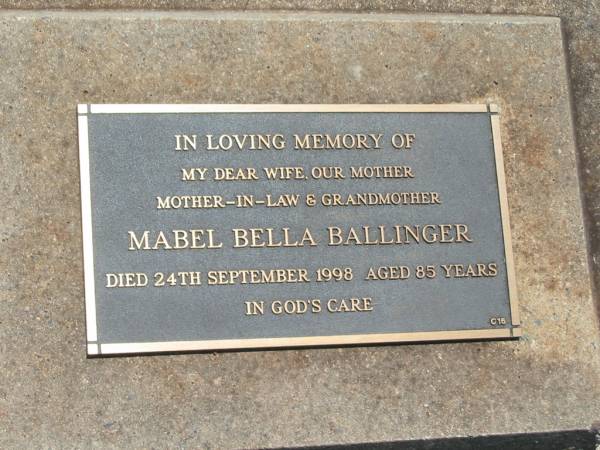 IN LOVING MEMORY OF
MY DEAR WIFE, OUR MOTHER
MOTHER-IN-LAW & GRANDMOTHER
MABEL BELLA BALLINGER
DIED 24TH SEPTEMBER 1998 AGED 85 YEARS
IN GOD'S CARE
C16